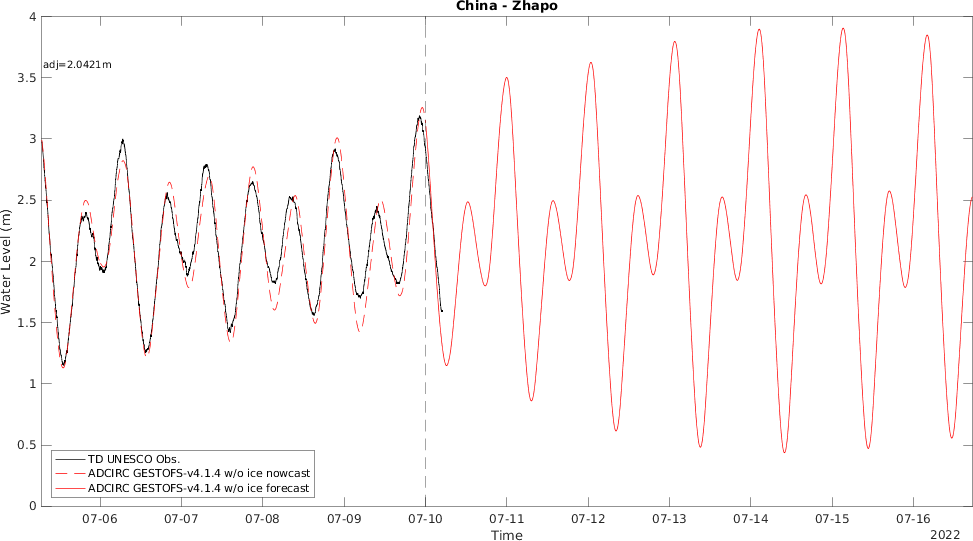 China - Zhapo
adj=2.0421m
Water Level (m)
4
3.5
3
2.5
2
1.5
1
0.5
0
TD UNESCO Obs.
ADCIRC GESTOFS-v4.1.4 w/o ice nowcast
ADCIRC GESTOFS-v4.1.4 w/o ice forecast
07-06 07-07 07-08 07-09 07-10 07-11 07-12 07-13 07-14 07-15 07-16
Time
2022